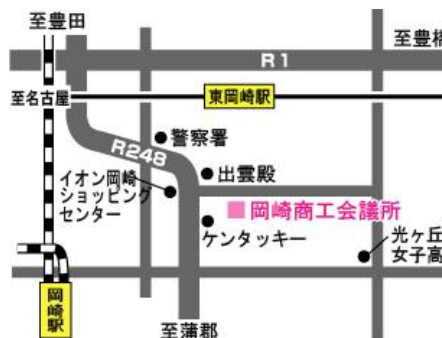 至豊田
至豊橋
R1
至名古屋
東岡崎駅
警察署
R248
出雲殿
イオン岡崎
ショッピング
センター
岡崎商工会議所
ケンタッキー
光ヶ丘
女子高
岡崎駅
至蒲郡